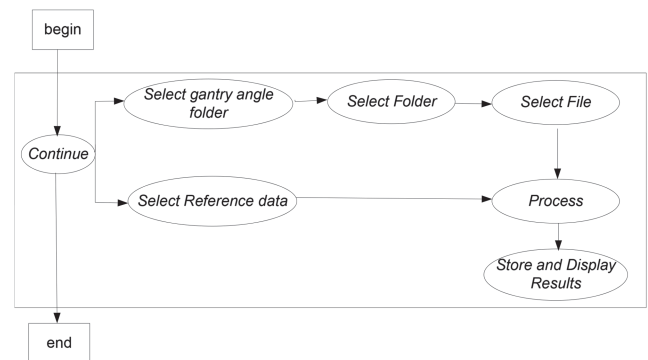 begin
Select gantry angle
folder
Select Folder
Select File
Continue
Select Reference data
Process
Store and Display
Results
end